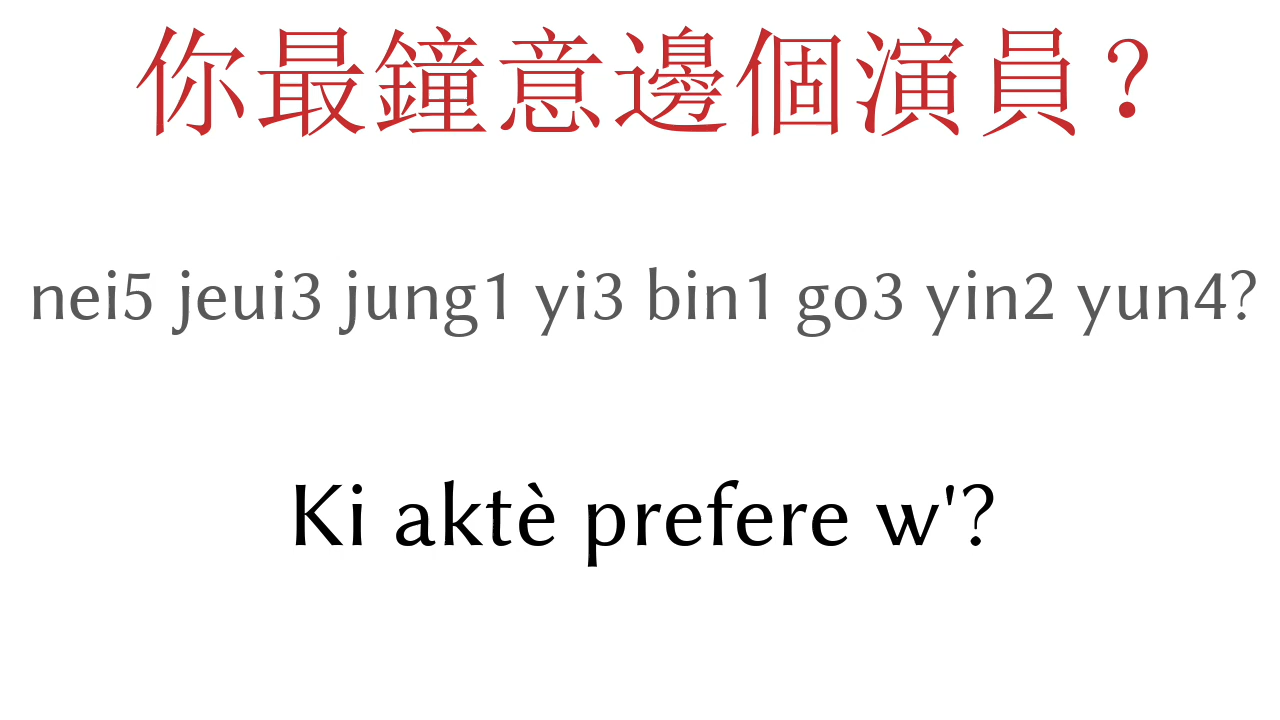 你最鐘意邊個演員？
nei5 jeui3 jung1 yi3 bin1 go3 yin2 yun4?
Ki aktè prefere w'?